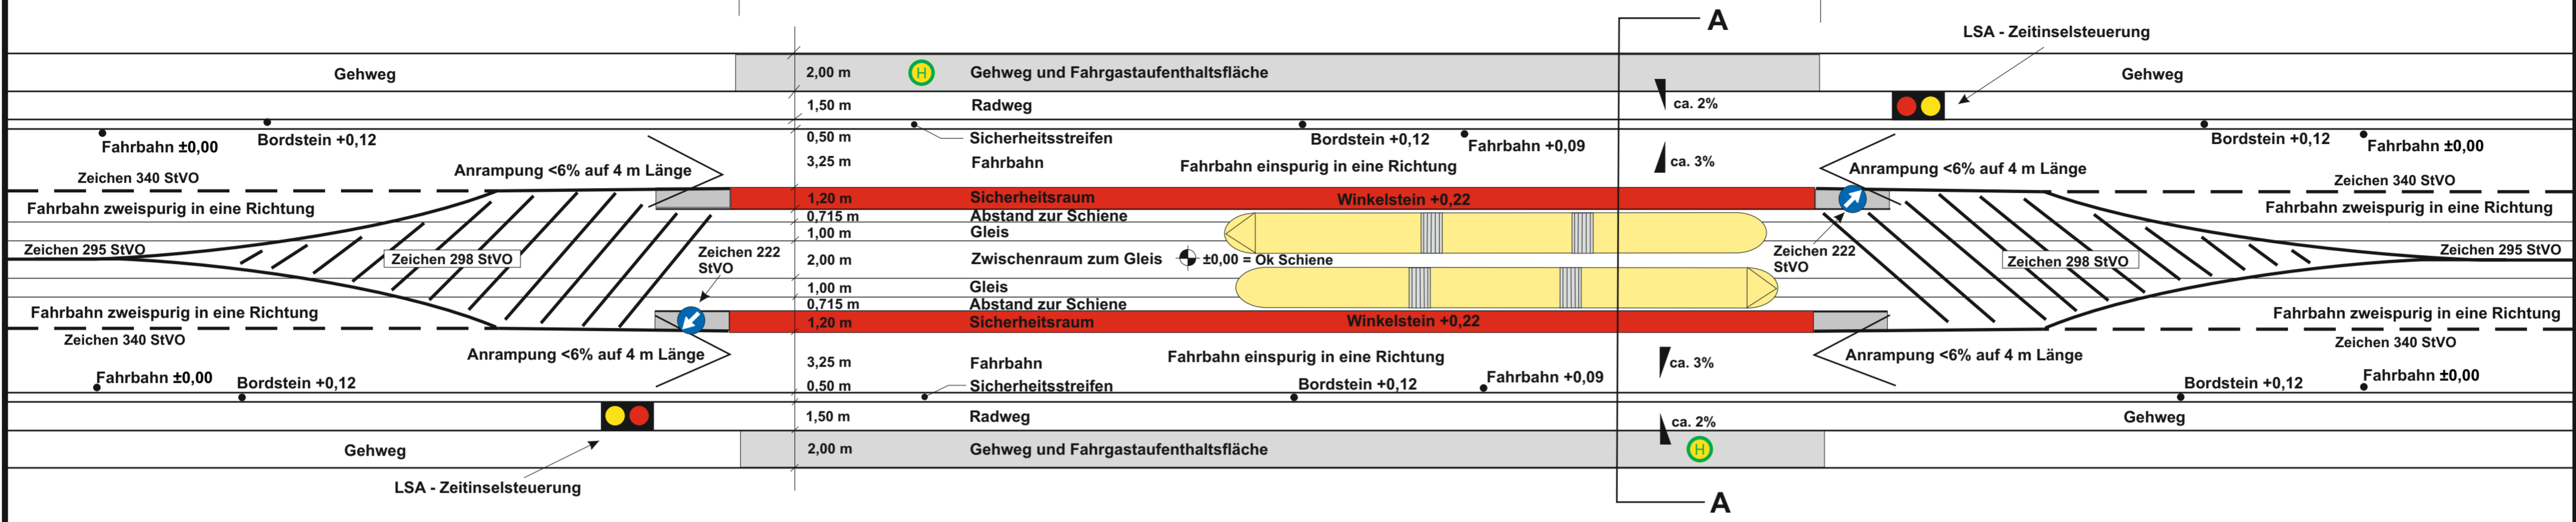 A
LSA - Zeitinselsteuerung
Gehweg
2,00 m
H
Gehweg und Fahrgastaufenthaltsfläche
Gehweg
1,50 m
Radweg
ca. 2%
Fahrbahn ±0,00
Bordstein +0,12
0,50 m
Sicherheitsstreifen
Bordstein +0,12
Fahrbahn +0,09
Bordstein +0,12
Fahrbahn ±0,00
Anrampung <6% auf 4 m Länge
3,25 m
Fahrbahn
Fahrbahn einspurig in eine Richtung
ca. 3%
Anrampung <6% auf 4 m Länge
Zeichen 340 StVO
Zeichen 340 StVO
Fahrbahn zweispurig in eine Richtung
1,20 m
Sicherheitsraum
Winkelstein +0,22
Fahrbahn zweispurig in eine Richtung
0,715 m
Abstand zur Schiene
1,00 m
Gleis
Zeichen 295 StVO
Zeichen 298 StVO
Zeichen 222
StVO
2,00 m
Zwischenraum zum Gleis
±0,00 = Ok Schiene
Zeichen 222
StVO
Zeichen 298 StVO
Zeichen 295 StVO
1,00 m
Gleis
0,715 m
Abstand zur Schiene
Fahrbahn zweispurig in eine Richtung
1,20 m
Sicherheitsraum
Winkelstein +0,22
Fahrbahn zweispurig in eine Richtung
Zeichen 340 StVO
Zeichen 340 StVO
Anrampung <6% auf 4 m Länge
3,25 m
Fahrbahn
Fahrbahn einspurig in eine Richtung
ca. 3%
Anrampung <6% auf 4 m Länge
Fahrbahn ±0,00
Bordstein +0,12
0,50 m
Sicherheitsstreifen
Bordstein +0,12
Fahrbahn +0,09
Bordstein +0,12
Fahrbahn ±0,00
1,50 m
Radweg
ca. 2%
Gehweg
Gehweg
2,00 m
Gehweg und Fahrgastaufenthaltsfläche
H
LSA - Zeitinselsteuerung
A